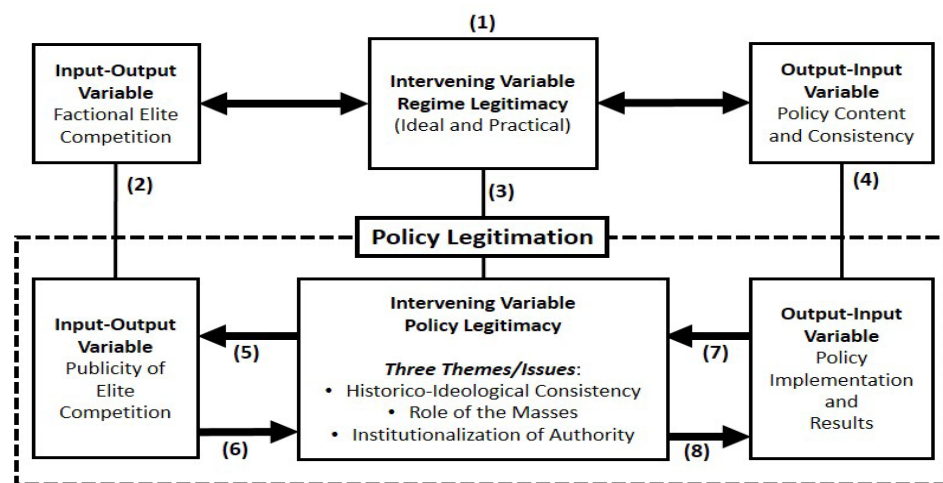 (1)
Input-Output
Variable
Factional Elite
Competition
Intervening Variable
Regime Legitimacy
(Ideal and Practical)
Output-Input
Variable
Policy Content
and Consistency
(2)
(3)
(4)
Policy Legitimation
Input-Output
Variable
Publicity of
Elite
Competition
(5)
(6)
Intervening Variable
Policy Legitimacy
Three Themes/Issues:
• Historico-Ideological Consistency
• Role of the Masses
• Institutionalization of Authority
(7)
(8)
Output-Input
Variable
Policy
Implementation
and
Results